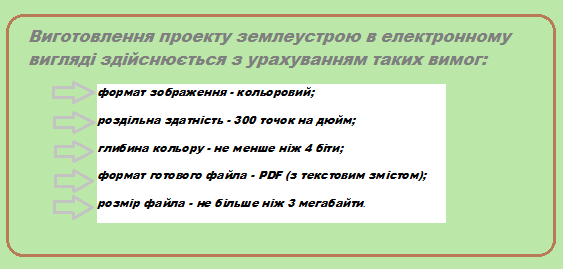 Виготовлення проекту землеустрою в електронному
вигляді здійснюється з урахуванням таких вимог:
формат зображення - кольоровий;
роздільна здатність - 300 точок на дюйм;
глибина кольору - не менше ніж 4 біти;
формат готового файла - PDF (з текстовим змістом);
розмір файла - не більше ніж 3 мегабайти.